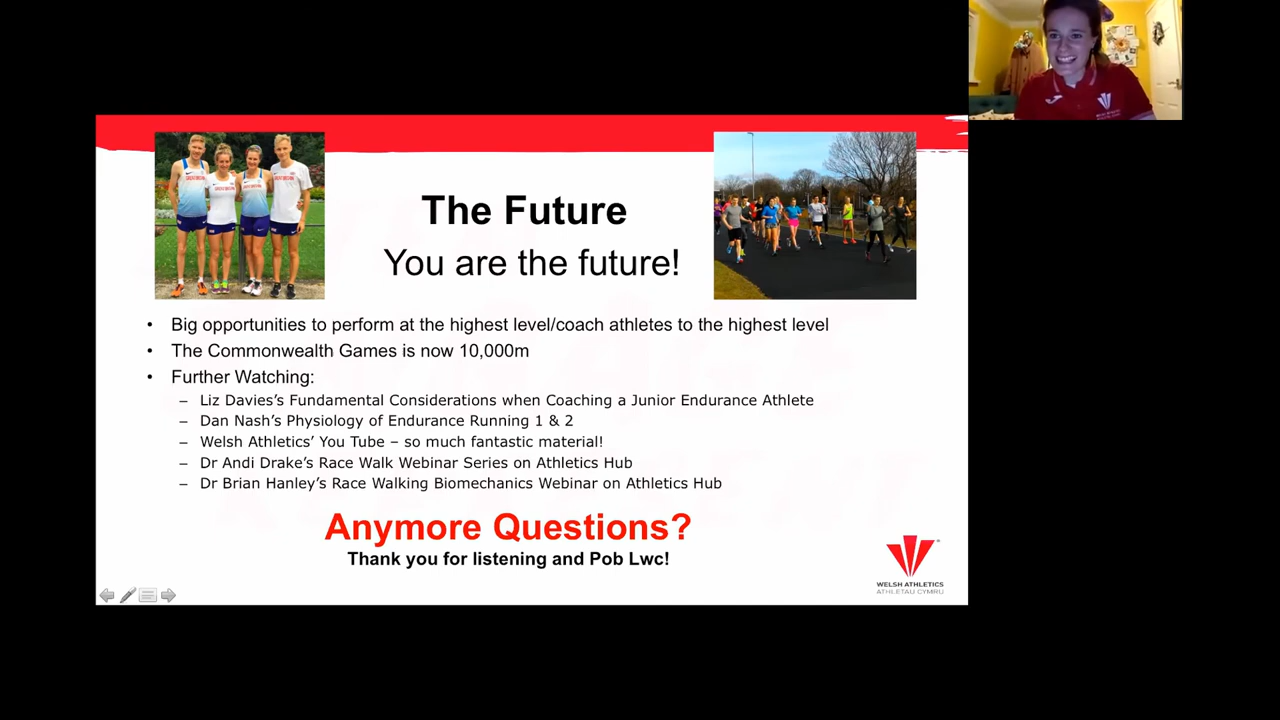 The Future
You are the future!
• Big opportunities to perform at the highest level/coach athletes to the highest level
• The Commonwealth Games is now 10,000m
• Further Watching:
– Liz Davies's Fundamental Considerations when Coaching a Junior Endurance Athlete
– Dan Nash's Physiology of Endurance Running 1 & 2
– Welsh Athletics' You Tube – so much fantastic material!
– Dr Andi Drake's Race Walk Webinar Series on Athletics Hub
– Dr Brian Hanley's Race Walking Biomechanics Webinar on Athletics Hub
Anymore Questions?
Thank you for listening and Pob Lwc!
WELSH ATHLETICS
ATHLETAU CYMRU